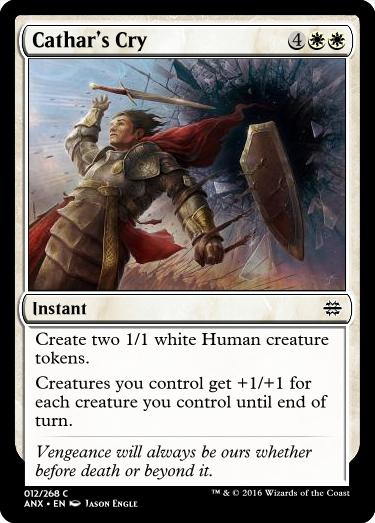 Cathar's Cry 4
Instant
Create two 1/1 white Human creature
tokens.
Creatures you control get +1/+1 for
each creature you control until end of
turn.
Vengeance will always be ours whether
before death or beyond it.
012/268 C
ANX • EN JASON ENGLE
™ & © 2016 Wizards of the Coast